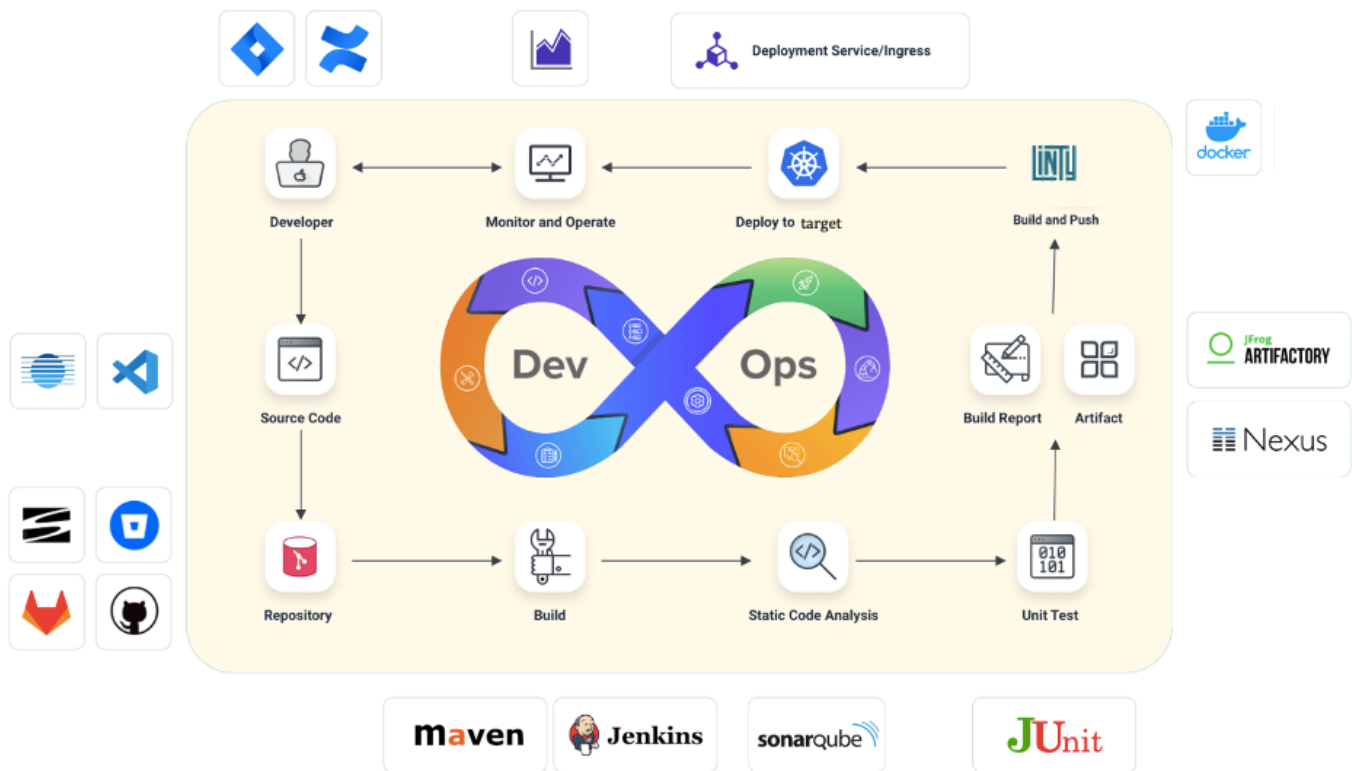 Deployment Service/Ingress
docker
LINTY
Developer
Monitor and Operate
Deploy to target
Build and Push
Dev
Ops
Source Code
Build Report
Artifact
JFrog
ARTIFACTORY
Nexus
010
101
Repository
Build
Static Code Analysis
Unit Test
maven
Jenkins
sonarqube
JUnit